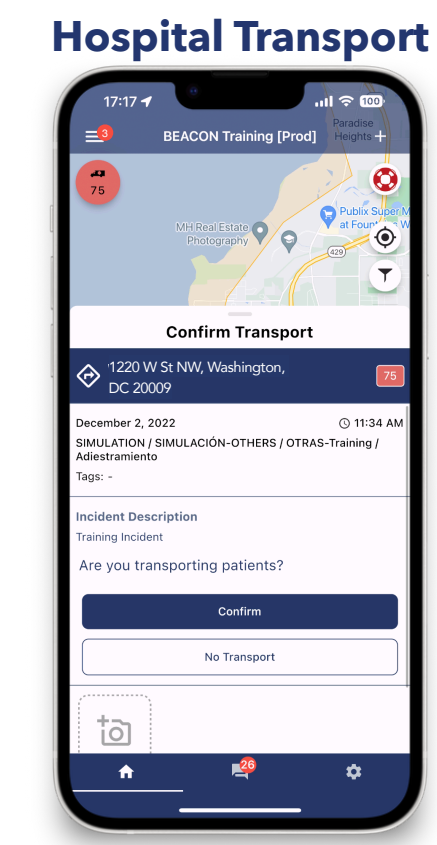 Hospital Transport
17:17
100
3
BEACON Training [Prod]
Paradise
Heights
75
MH Real Estate
Photography
Publix Super M
at Fount W
429
Confirm Transport
1220 W St NW, Washington,
DC 20009
75
December 2, 2022
11:34 AM
SIMULATION / SIMULACIÓN-OTHERS / OTRAS-Training /
Adiestramiento
Tags: -
Incident Description
Training Incident
Are you transporting patients?
Confirm
No Transport
26